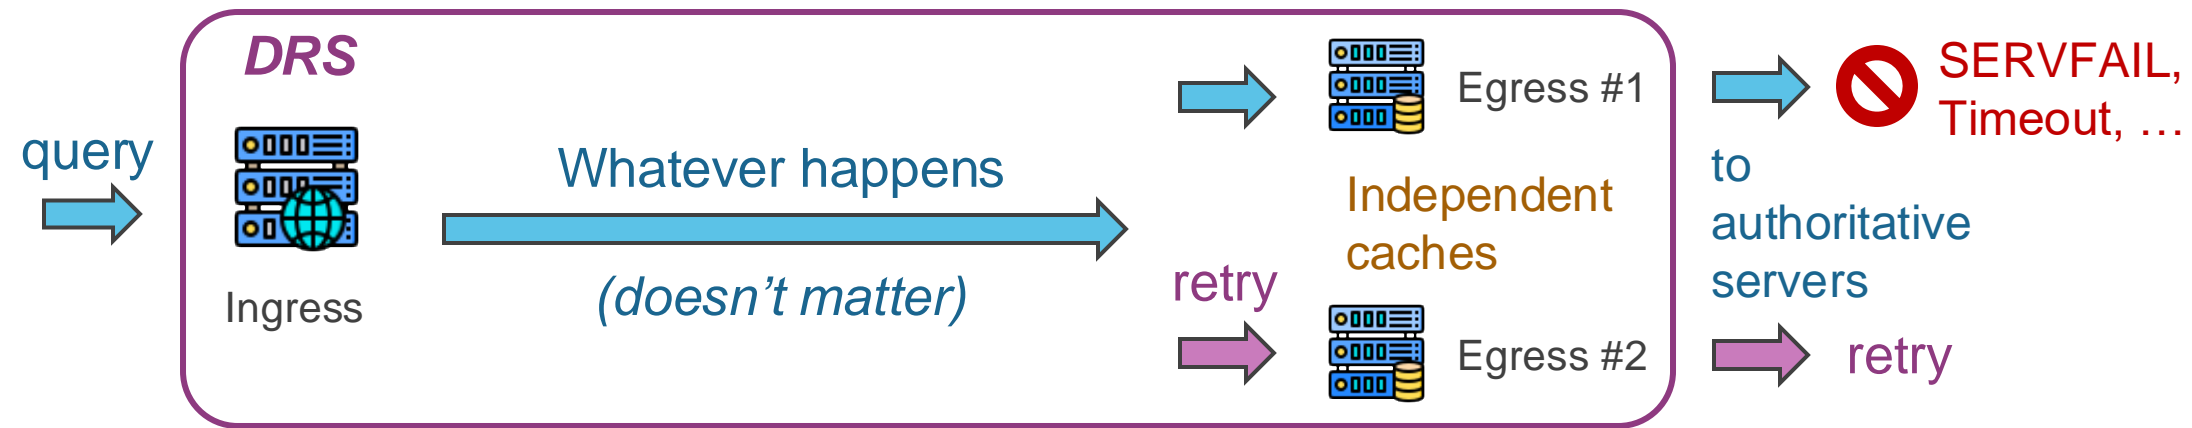 DRS
query
Ingress
Whatever happens
(doesn’t matter)
retry
Egress #1
Independent
caches
Egress #2
SERVFAIL,
Timeout, …
to
authoritative
servers
retry